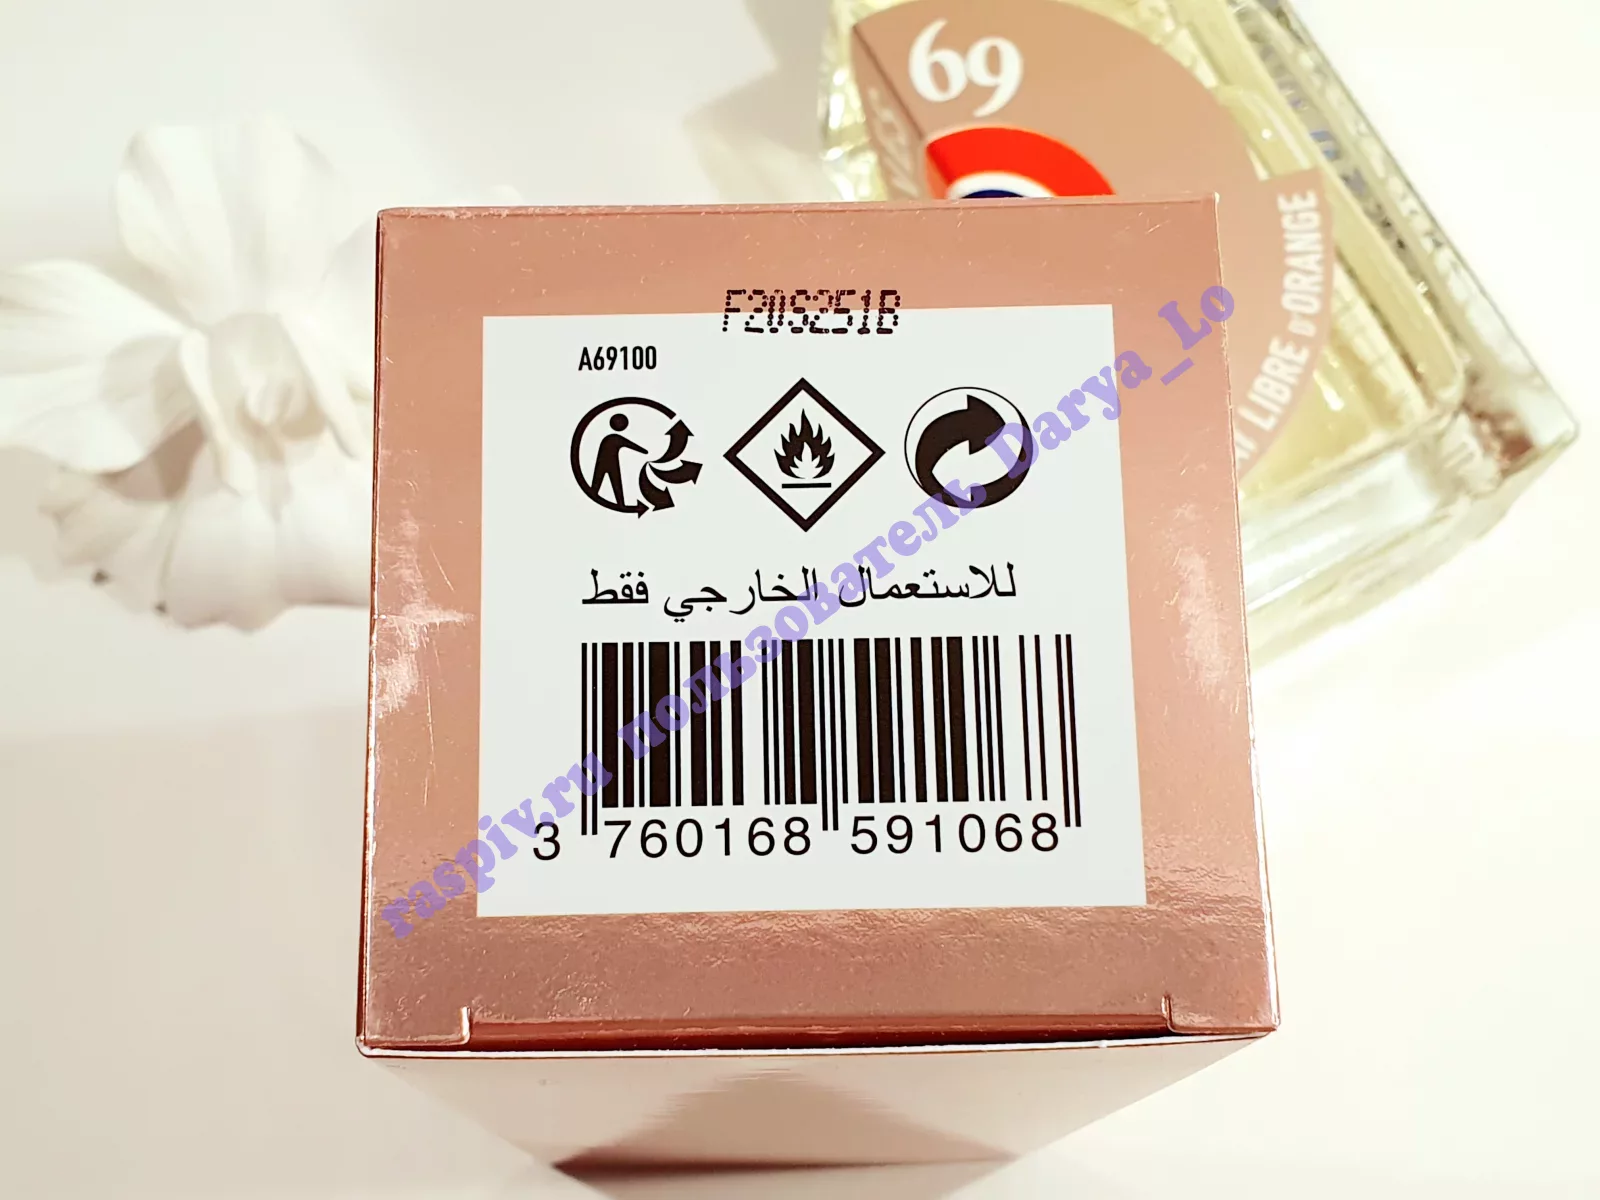 69
LIBRE D'ORANGE
F20S251B
A69100
للاستعمال الخارجي فقط
3 760168 591068
raspiv.ru пользователь Darya_Lo